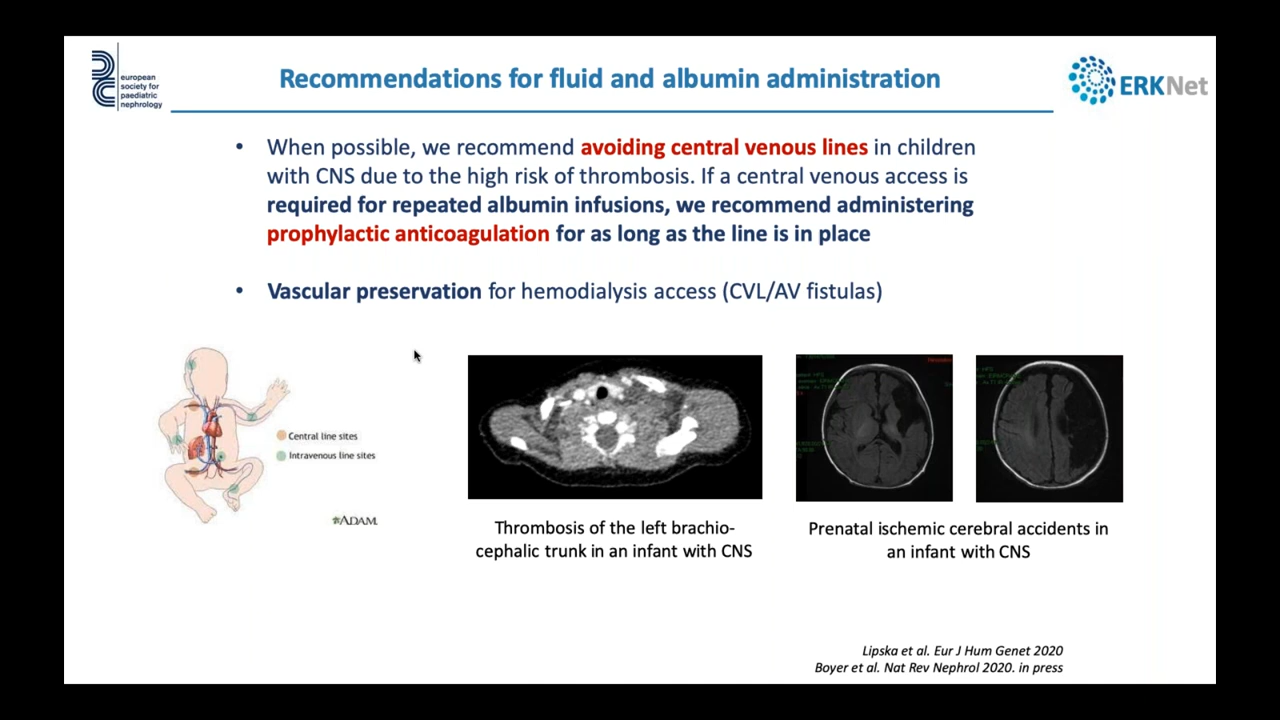 european
society for
paediatric
nephrology
Recommendations for fluid and albumin administration
ERKNet
• When possible, we recommend avoiding central venous lines in children
with CNS due to the high risk of thrombosis. If a central venous access is
required for repeated albumin infusions, we recommend administering
prophylactic anticoagulation for as long as the line is in place
• Vascular preservation for hemodialysis access (CVL/AV fistulas)
Central line sites
Intravenous line sites
ADAM.
Thrombosis of the left brachio-
cephalic trunk in an infant with CNS
Prenatal ischemic cerebral accidents in
an infant with CNS
Lipska et al. Eur J Hum Genet 2020
Boyer et al. Nat Rev Nephrol 2020. in press